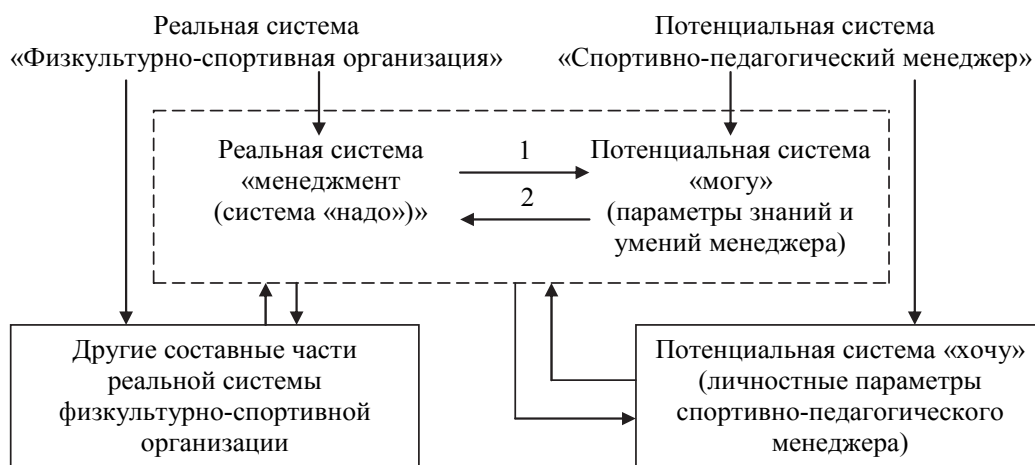 Реальная система
«Физкультурно-спортивная организация»
Потенциальная система
«Спортивно-педагогический менеджер»
Реальная система
«менеджмент
(система «надо»)»
1
2
Потенциальная система
«могу»
(параметры знаний и
умений менеджера)
Другие составные части
реальной системы
физкультурно-спортивной
организации
Потенциальная система «хочу»
(личностные параметры
спортивно-педагогического
менеджера)